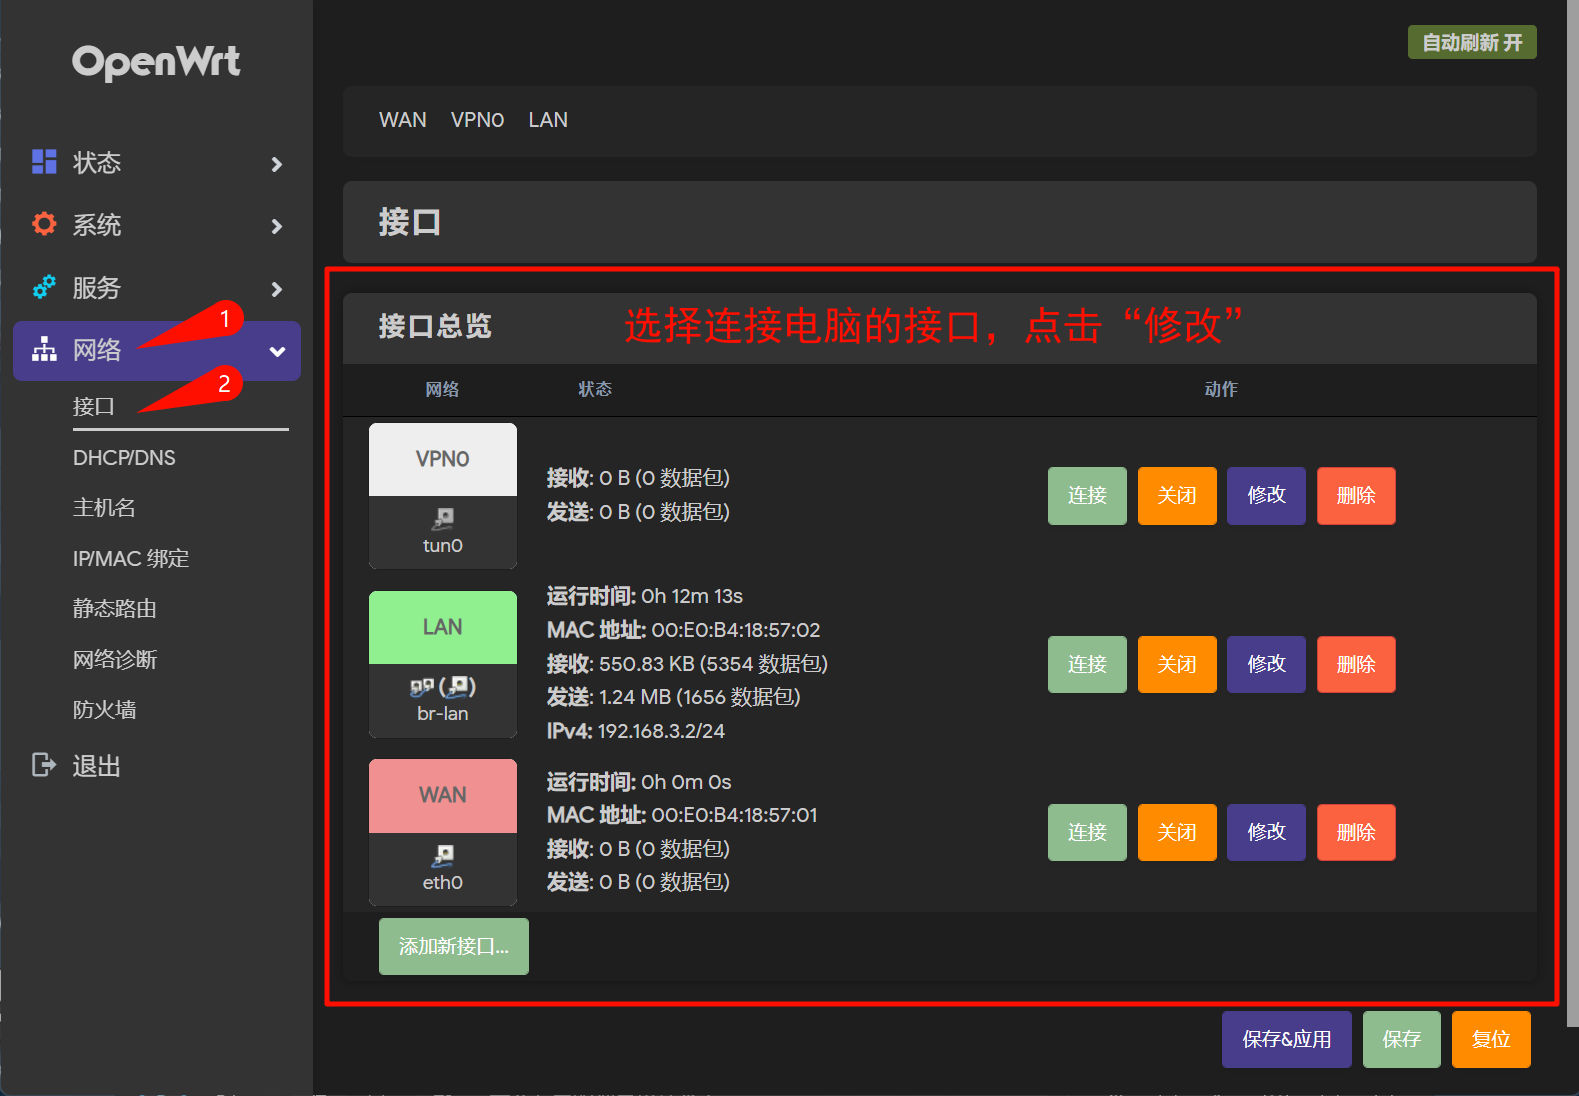 OpenWrt
自动刷新 开
WAN VPN0 LAN
状态
系统
服务
1
网络
2
接口
DHCP/DNS
主机名
IP/MAC 绑定
静态路由
网络诊断
防火墙
退出
接口
接口总览
选择连接电脑的接口，点击“修改”
网络 状态 动作
VPN0
tun0
接收: 0 B (0 数据包)
发送: 0 B (0 数据包)
连接 关闭 修改 删除
LAN
br-lan
运行时间: 0h 12m 13s
MAC 地址: 00:E0:B4:18:57:02
接收: 550.83 KB (5354 数据包)
发送: 1.24 MB (1656 数据包)
IPv4: 192.168.3.2/24
连接 关闭 修改 删除
WAN
eth0
运行时间: 0h 0m 0s
MAC 地址: 00:E0:B4:18:57:01
接收: 0 B (0 数据包)
发送: 0 B (0 数据包)
连接 关闭 修改 删除
添加新接口...
保存&应用 保存 复位